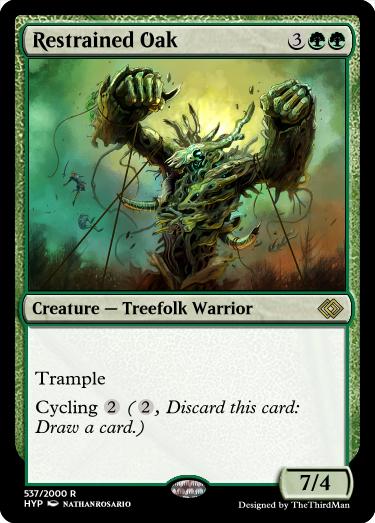 Restrained Oak 3
Creature — Treefolk Warrior
Trample
Cycling 2 ( 2, Discard this card:
Draw a card.)
7/4
537/2000 R
HYP NATHANROSARIO
Designed by TheThirdMan